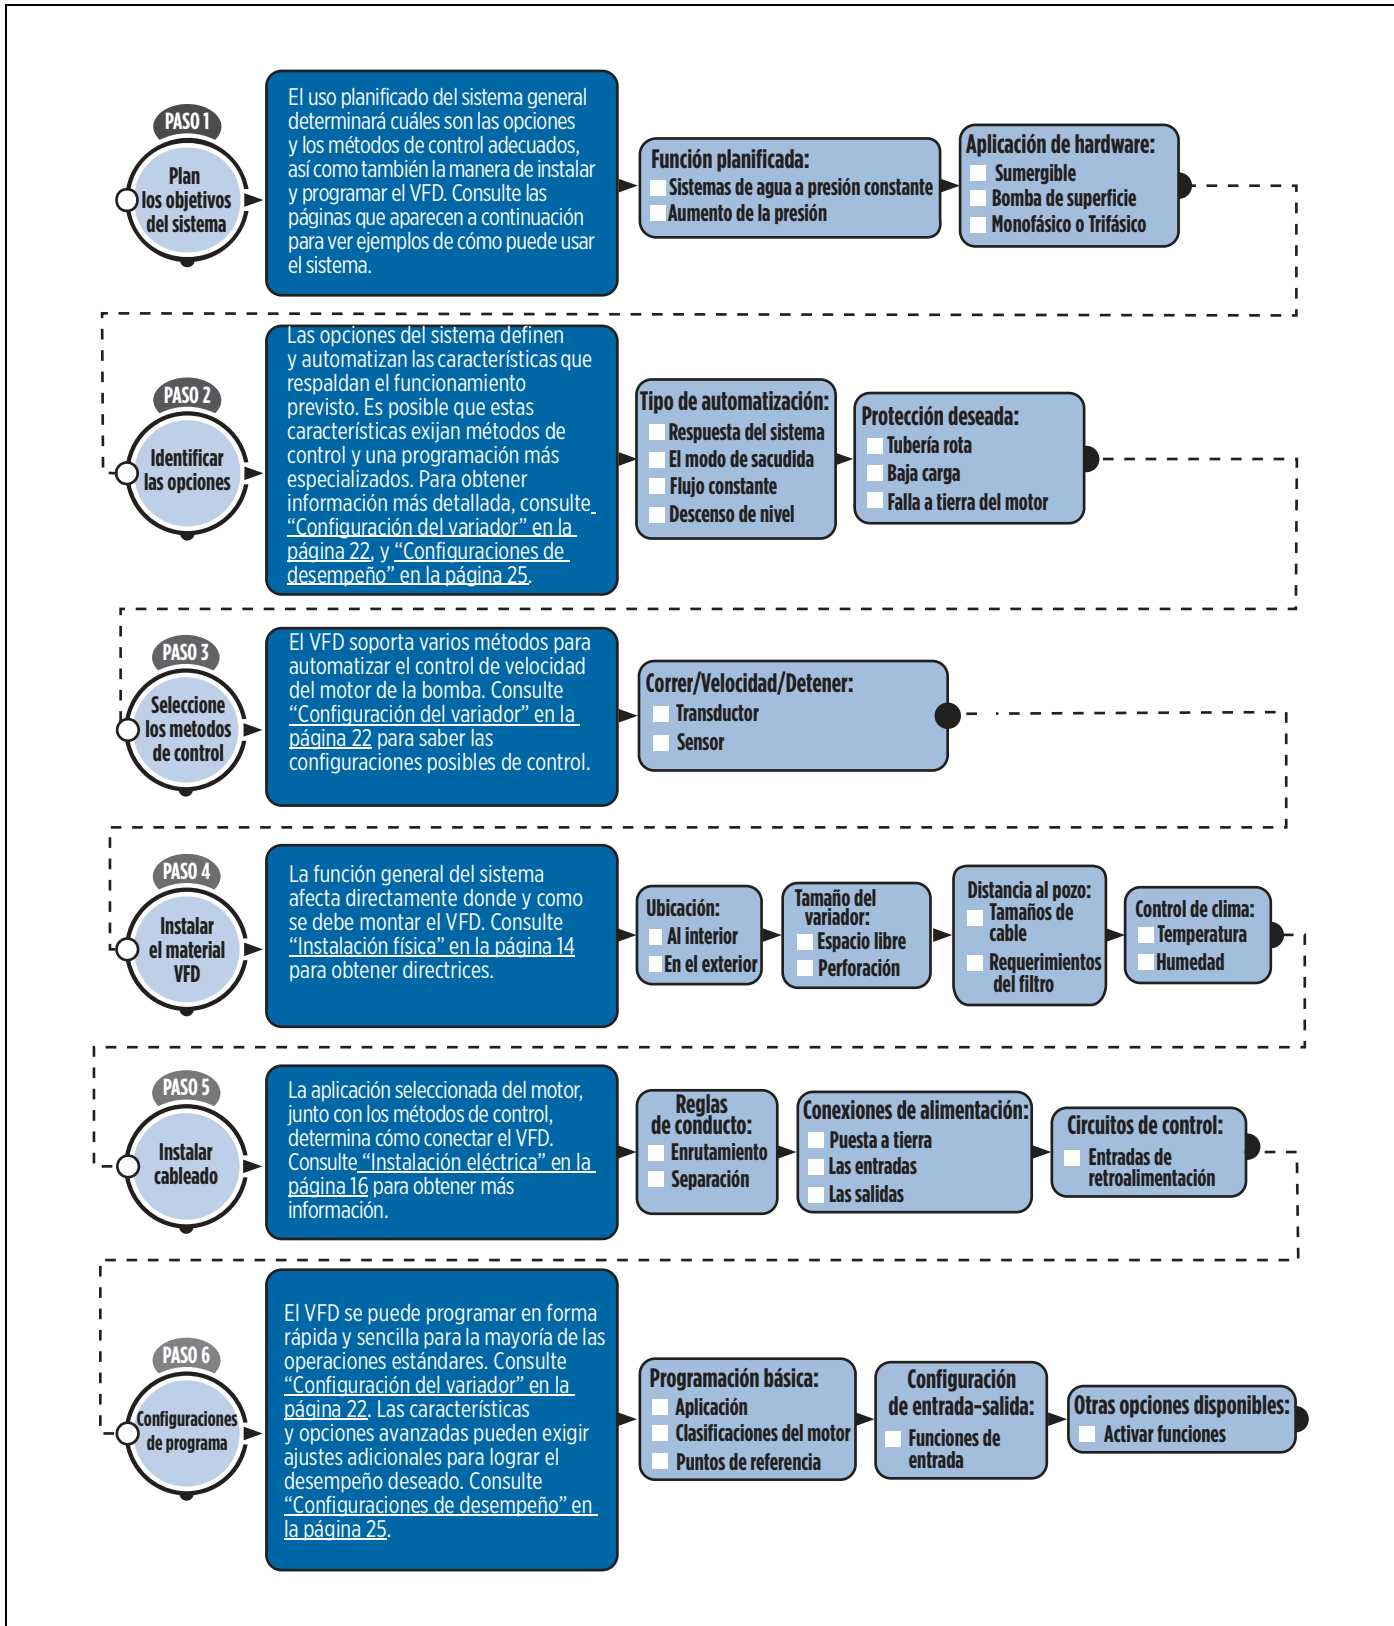 PASO 1
Plan
los objetivos
del sistema
El uso planificado del sistema general
determinará cuáles son las opciones
y los métodos de control adecuados,
así como también la manera de instalar
y programar el VFD. Consulte las
páginas que aparecen a continuación
para ver ejemplos de cómo puede usar
el sistema.
Función planificada:
Sistemas de agua a presión constante
Aumento de la presión
Aplicación de hardware:
Sumergible
Bomba de superficie
Monofásico o Trifásico
PASO 2
Identificar
las opciones
Las opciones del sistema definen
y automatizan las características que
respaldan el funcionamiento
previsto. Es posible que estas
características exijan métodos de
control y una programación más
especializados. Para obtener
información más detallada, consulte
“Configuración del variador” en la
página 22, y “Configuraciones de
desempeño” en la página 25.
Tipo de automatización:
Respuesta del sistema
El modo de sacudida
Flujo constante
Descenso de nivel
Protección deseada:
Tubería rota
Baja carga
Falla a tierra del motor
PASO 3
Seleccione
los metodos
de control
El VFD soporta varios métodos para
automatizar el control de velocidad
del motor de la bomba. Consulte
“Configuración del variador” en la
página 22 para saber las
configuraciones posibles de control.
Correr/Velocidad/Detener:
Transductor
Sensor
PASO 4
Instalar
el material
VFD
La función general del sistema
afecta directamente donde y como
se debe montar el VFD. Consulte
“Instalación física” en la página 14
para obtener directrices.
Ubicación:
Al interior
En el exterior
Tamaño del
variador:
Espacio libre
Perforación
Distancia al pozo:
Tamaños de
cable
Requerimientos
del filtro
Control de clima:
Temperatura
Humedad
PASO 5
Instalar
cableado
La aplicación seleccionada del motor,
junto con los métodos de control,
determina cómo conectar el VFD.
Consulte “Instalación eléctrica” en la
página 16 para obtener más
información.
Reglas
de conducto:
Enrutamiento
Separación
Conexiones de alimentación:
Puesta a tierra
Las entradas
Las salidas
Circuitos de control:
Entradas de
retroalimentación
PASO 6
Configuraciones
de programa
El VFD se puede programar en forma
rápida y sencilla para la mayoría de las
operaciones estándares. Consulte
“Configuración del variador” en la
página 22. Las características
y opciones avanzadas pueden exigir
ajustes adicionales para lograr el
desempeño deseado. Consulte
“Configuraciones de desempeño” en
la página 25.
Programación básica:
Aplicación
Clasificaciones del motor
Puntos de referencia
Configuración
de entrada-salida:
Funciones de
entrada
Otras opciones disponibles:
Activar funciones